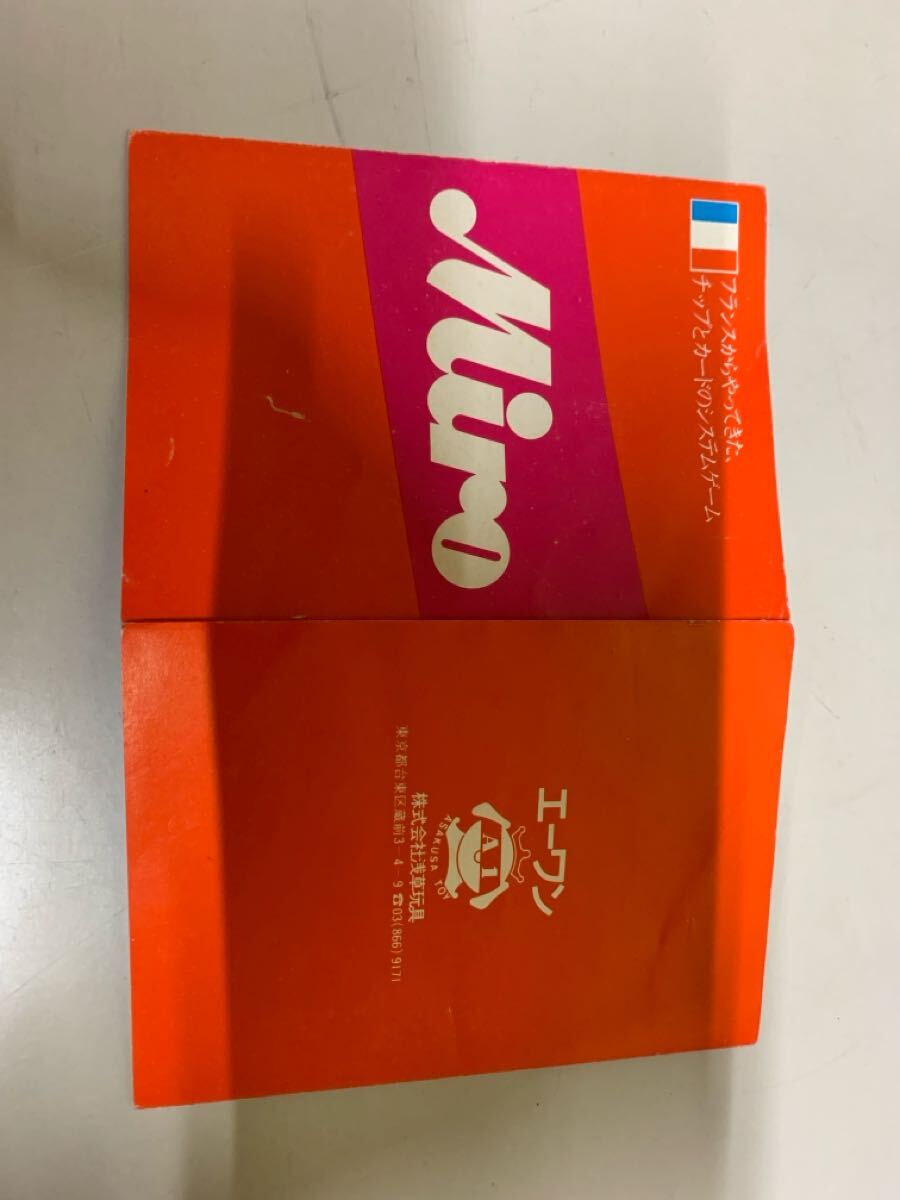 フランスからやってきた、
チップとカードのシステムゲーム
Miro
エーワン
A・1
ASAKUSA TOY
株式会社浅草玩具
東京都台東区蔵前3-4-9☎03(866)9171